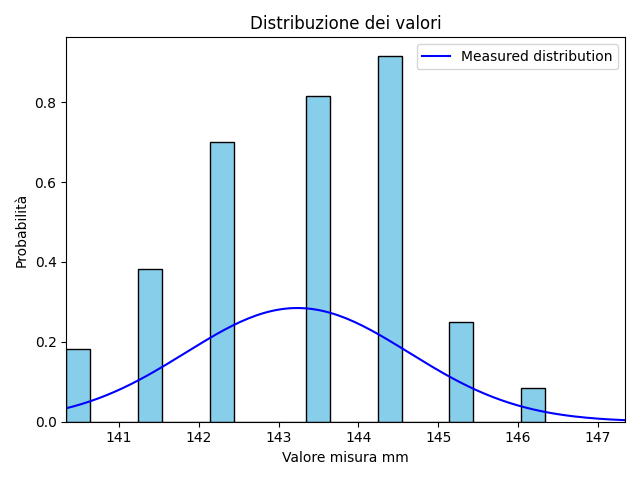 Distribuzione dei valori
Measured distribution
Probabilità
0.8
0.6
0.4
0.2
0.0
141 142 143 144 145 146 147
Valore misura mm